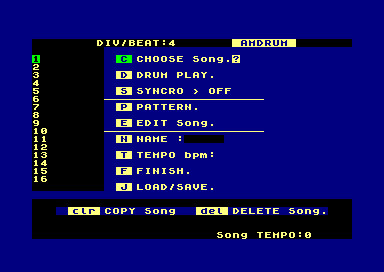 DIV/BEAT:4 AMDRUM
1 C CHOOSE Song.?
2
3 D DRUM PLAY.
4
5 S SYNCRO > OFF
6
7 P PATTERN.
8
9 E EDIT Song.
10
11 N NAME :
12
13 T TEMPO bpm:
14
15 F FINISH.
16
J LOAD/SAVE.
clr COPY Song del DELETE Song.
Song TEMPO:0